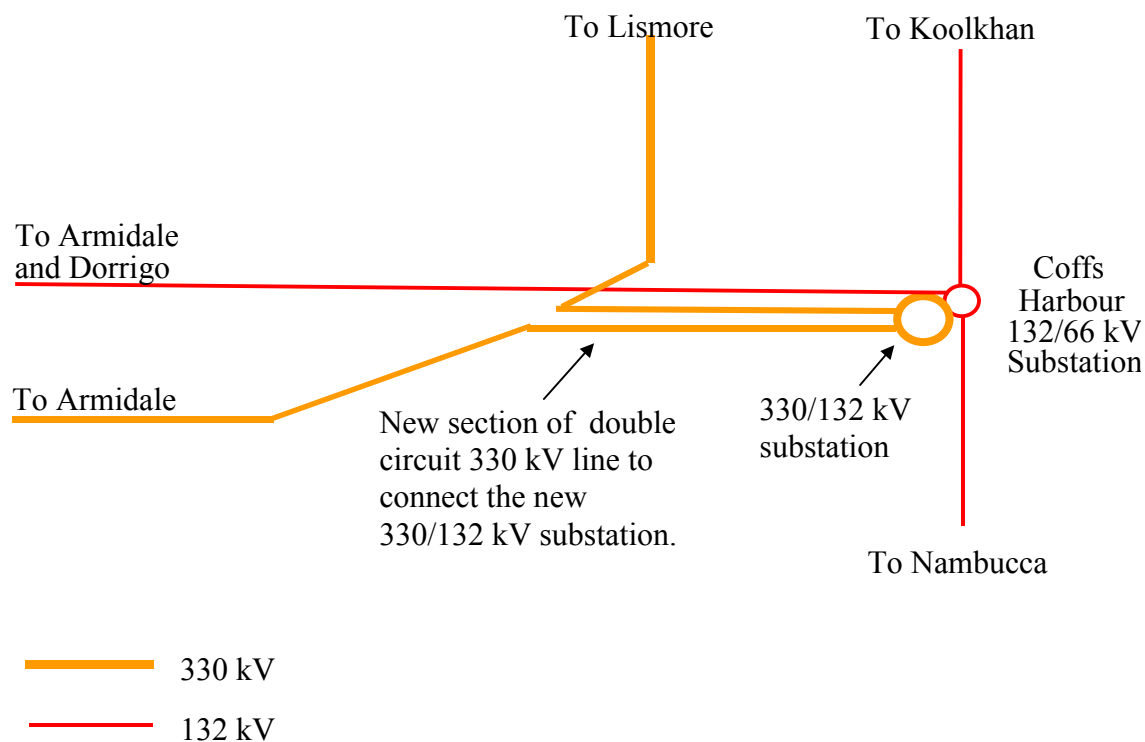 To Lismore
To Koolkhan
To Armidale
and Dorrigo
Coffs
Harbour
132/66 kV
Substation
To Armidale
New section of double
circuit 330 kV line to
connect the new
330/132 kV substation.
330/132 kV
substation
To Nambucca
330 kV
132 kV